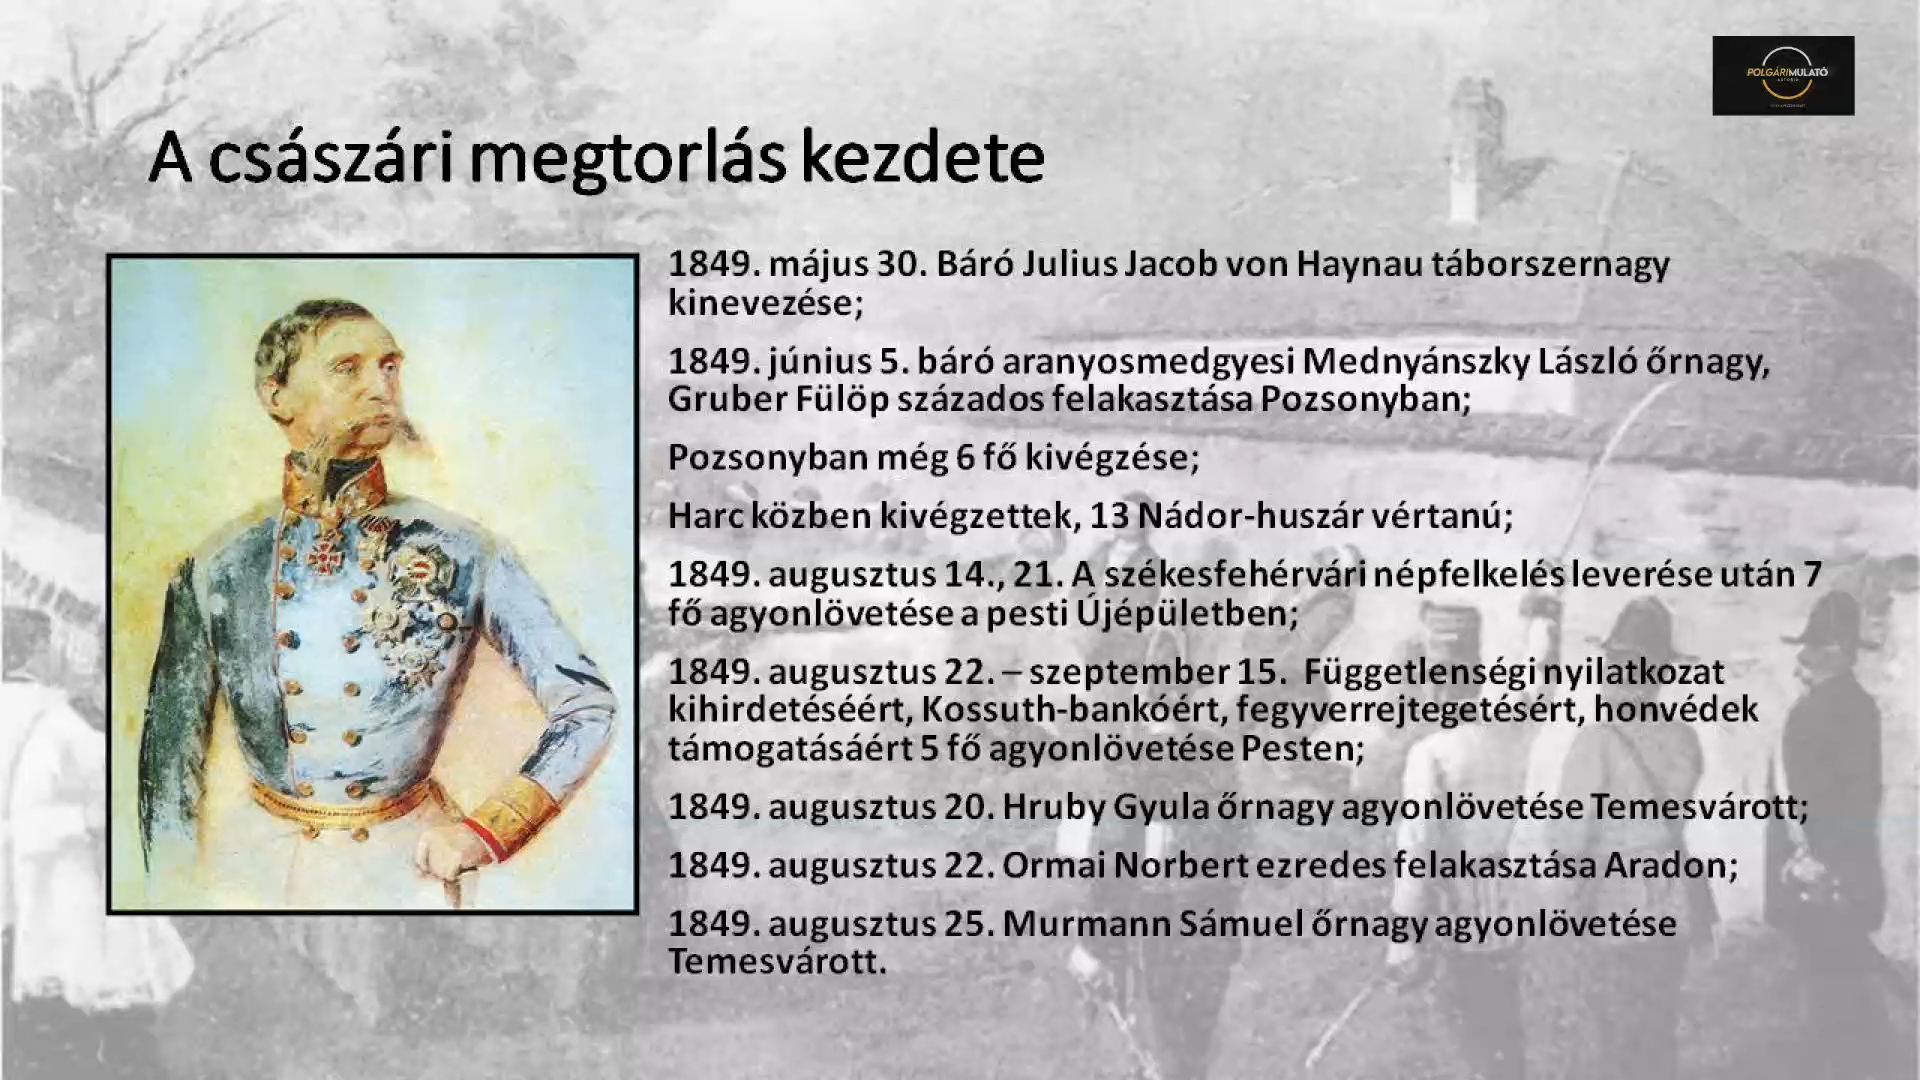 POLGÁRIMULATÓ
A császári megtorlás kezdete
1849. május 30. Báró Julius Jacob von Haynau táborszernagy
kinevezése;
1849. június 5. báró aranyosmedgyesi Mednyánszky László őrnagy,
Gruber Fülöp százados felakasztása Pozsonyban;
Pozsonyban még 6 fő kivégzése;
Harc közben kivégzettek, 13 Nádor-huszár vértanú;
1849. augusztus 14., 21. A székesfehérvári népfelkelés leverése után 7
fő agyonlövetése a pesti Újépületben;
1849. augusztus 22. – szeptember 15. Függetlenségi nyilatkozat
kihirdetéséért, Kossuth-bankóért, fegyverrejtegetésért, honvédek
támogatásáért 5 fő agyonlövetése Pesten;
1849. augusztus 20. Hruby Gyula őrnagy agyonlövetése Temesvárott;
1849. augusztus 22. Ormai Norbert ezredes felakasztása Aradon;
1849. augusztus 25. Murmann Sámuel őrnagy agyonlövetése
Temesvárott.